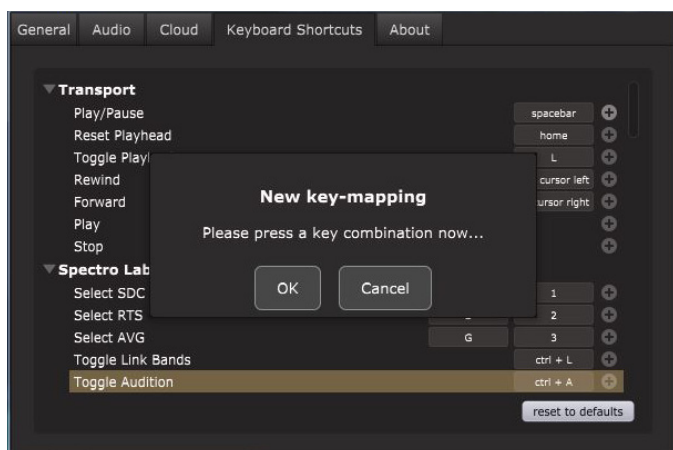 General Audio Cloud Keyboard Shortcuts About
Transport
Play/Pause spacebar
Reset Playhead home
Toggle L
Rewind cursor left
Forward cursor right
Play
Stop
New key-mapping
Please press a key combination now...
OK Cancel
Spectro
Select SDC 1
Select RTS 2
Select AVG G 3
Toggle Link Bands ctrl + L
Toggle Audition ctrl + A
reset to defaults